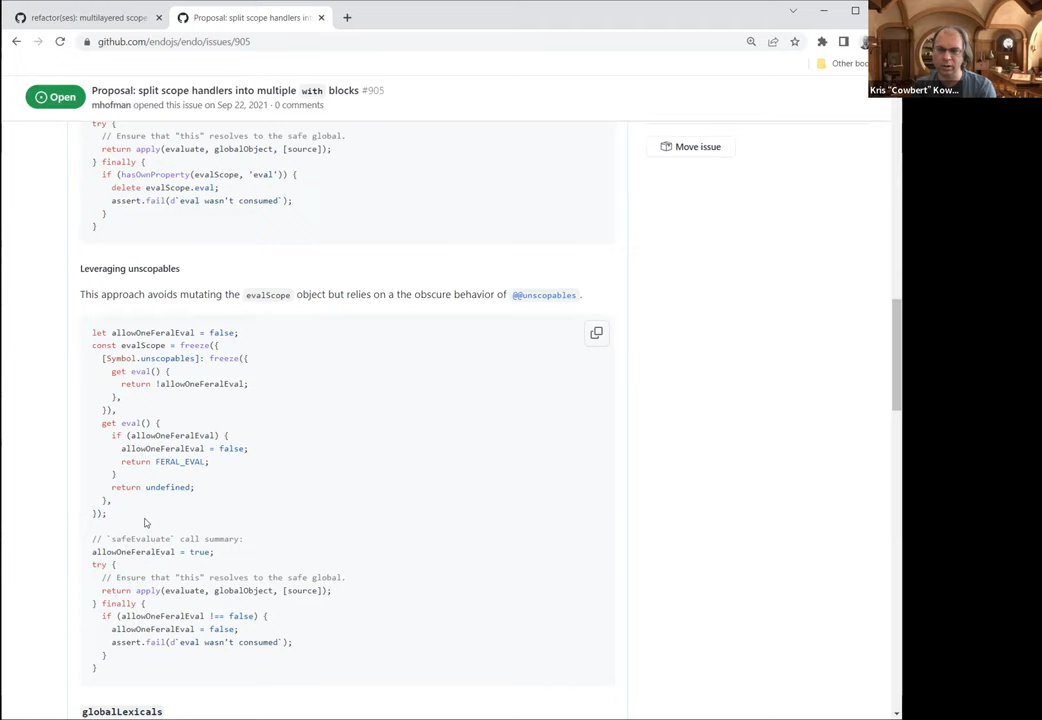 refactor(ses): multilayered scope
Proposal: split scope handlers in
github.com/endojs/endo/issues/905
Other boo
Kris "Cowbert" Kow...
Open
Proposal: split scope handlers into multiple with blocks #905
mhofman opened this issue on Sep 22, 2021 · 0 comments
Move issue
try {
// Ensure that "this" resolves to the safe global.
return apply(evaluate, globalObject, [source]);
} finally {
if (hasOwnProperty(evalScope, 'eval')) {
delete evalScope.eval;
assert.fail(d`eval wasn't consumed`);
}
}
Leveraging unscopables
This approach avoids mutating the evalScope object but relies on a the obscure behavior of @@unscopables.
let allowOneFeralEval = false;
const evalScope = freeze({
[Symbol.unscopables]: freeze({
get eval() {
return !allowOneFeralEval;
},
}),
get eval() {
if (allowOneFeralEval) {
allowOneFeralEval = false;
return FERAL_EVAL;
}
return undefined;
},
});
// `safeEvaluate` call summary:
allowOneFeralEval = true;
try {
// Ensure that "this" resolves to the safe global.
return apply(evaluate, globalObject, [source]);
} finally {
if (allowOneFeralEval !== false) {
allowOneFeralEval = false;
assert.fail(d`eval wasn't consumed`);
}
}
globalLexicals